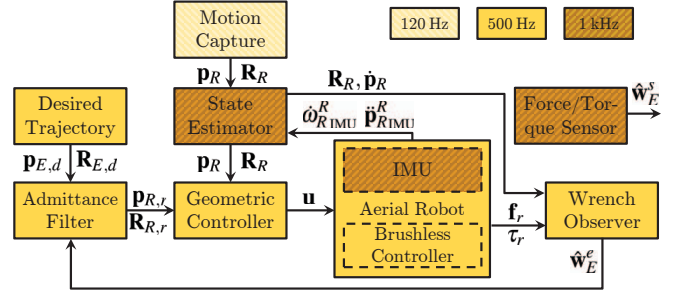 Motion
Capture
120 Hz
500 Hz
1 kHz
𝐩_R 𝐑_R
𝐑_R, ṗ_R
Desired
Trajectory
State
Estimator
ω̇^R_{R IMU} p̈^R_{R IMU}
Force/Tor-
que Sensor
ŵ^s_E
𝐩_{E,d} 𝐑_{E,d}
𝐩_R 𝐑_R
IMU
Admittance
Filter
𝐩_{R,r}
𝐑_{R,r}
Geometric
Controller
𝐮
Aerial Robot
Brushless
Controller
𝐟_r
τ_r
Wrench
Observer
ŵ^e_E